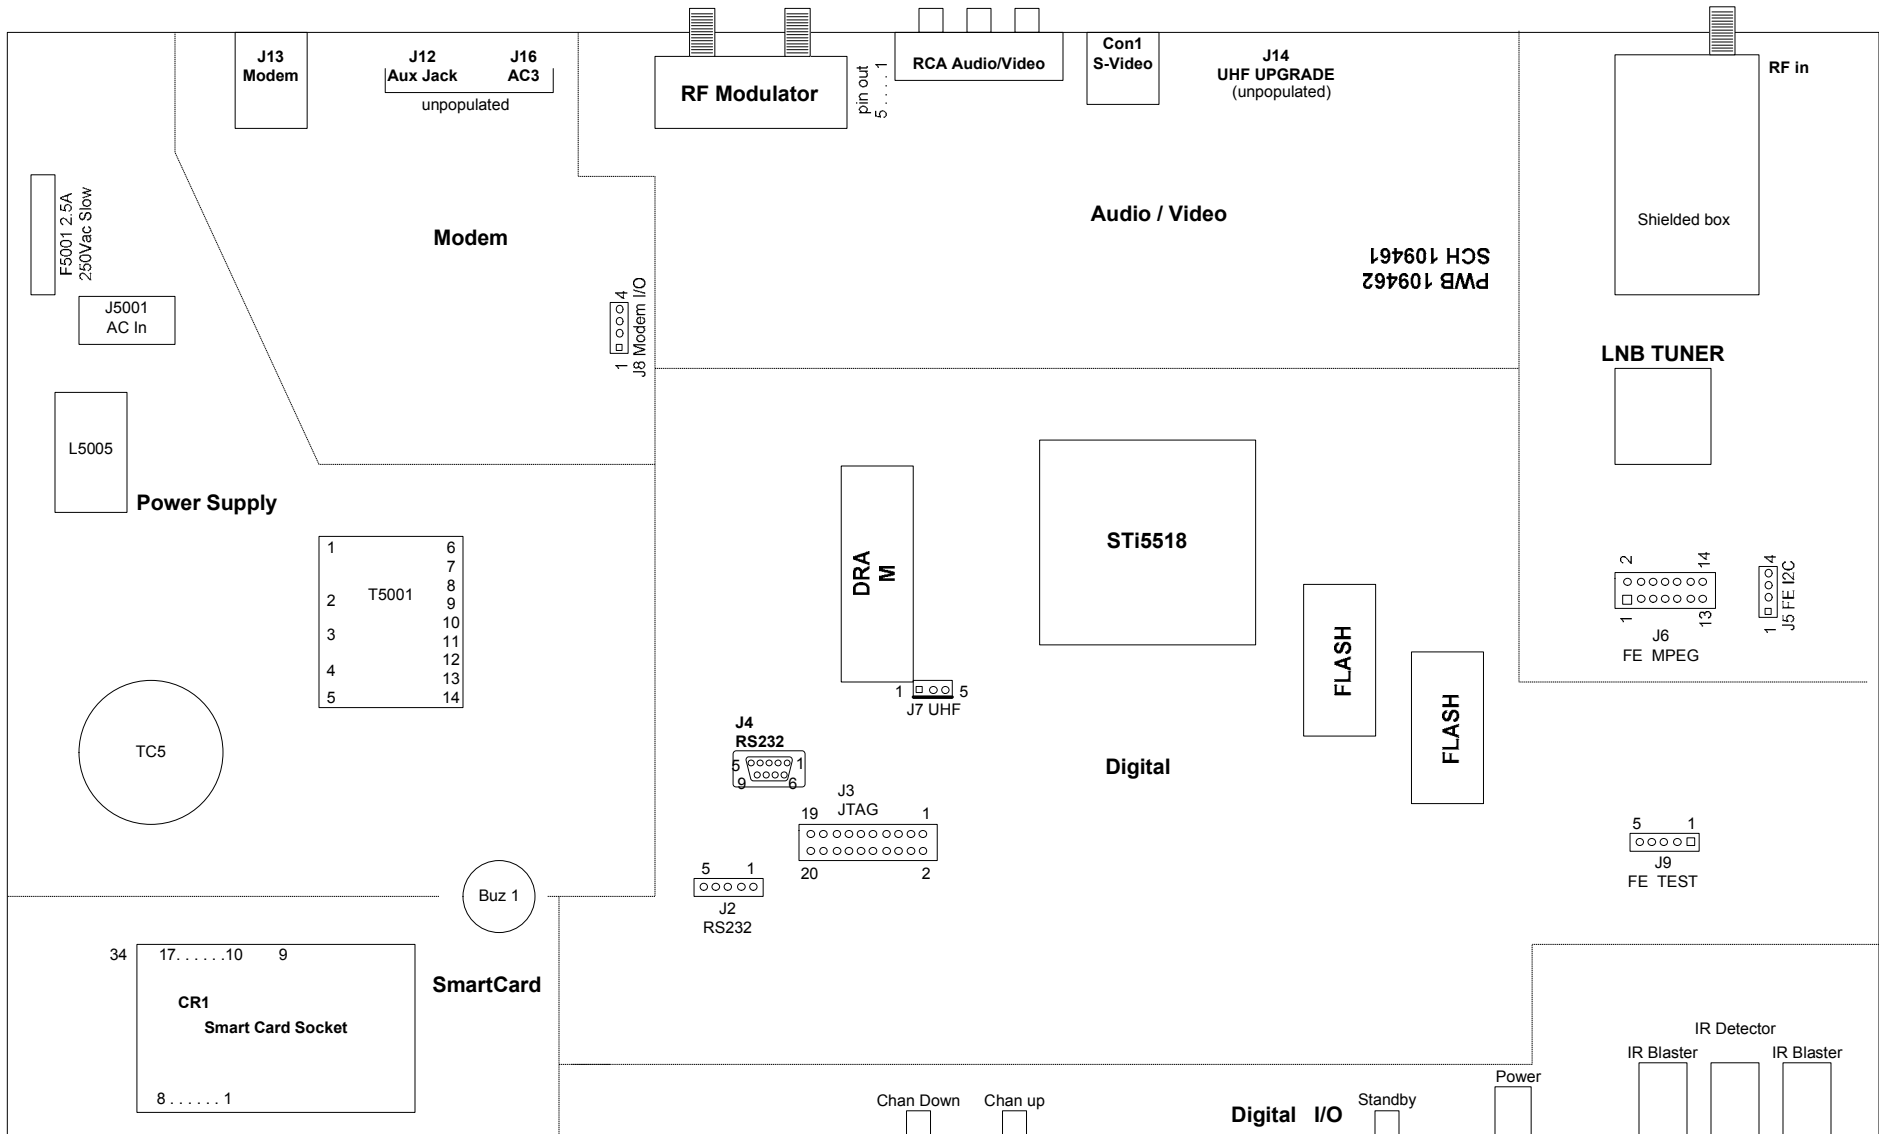 J13
Modem
J12
Aux Jack
J16
AC3
unpopulated
RF Modulator
pin out
5 . . . . 1
RCA Audio/Video
Con1
S-Video
J14
UHF UPGRADE
(unpopulated)
RF in
Shielded box
F5001 2.5A
250Vac Slow
J5001
AC In
Modem
1 4
J8 Modem I/O
Audio / Video
PWB 109462
SCH 109461
LNB TUNER
L5005
Power Supply
T5001
1 6
7
8
2 9
10
3 11
12
4 13
5 14
TC5
DRA
M
STi5518
FLASH
FLASH
2 14
1 13
J6
FE MPEG
1 4
J5 FE I2C
1 5
J7 UHF
J4
RS232
5 1
9 6
Digital
J3
JTAG
19 1
20 2
5 1
J2
RS232
5 1
J9
FE TEST
Buz 1
34 17. . . . . .10 9
CR1
Smart Card Socket
8 . . . . . . 1
SmartCard
IR Detector
IR Blaster
IR Blaster
Power
Chan Down
Chan up
Digital I/O
Standby